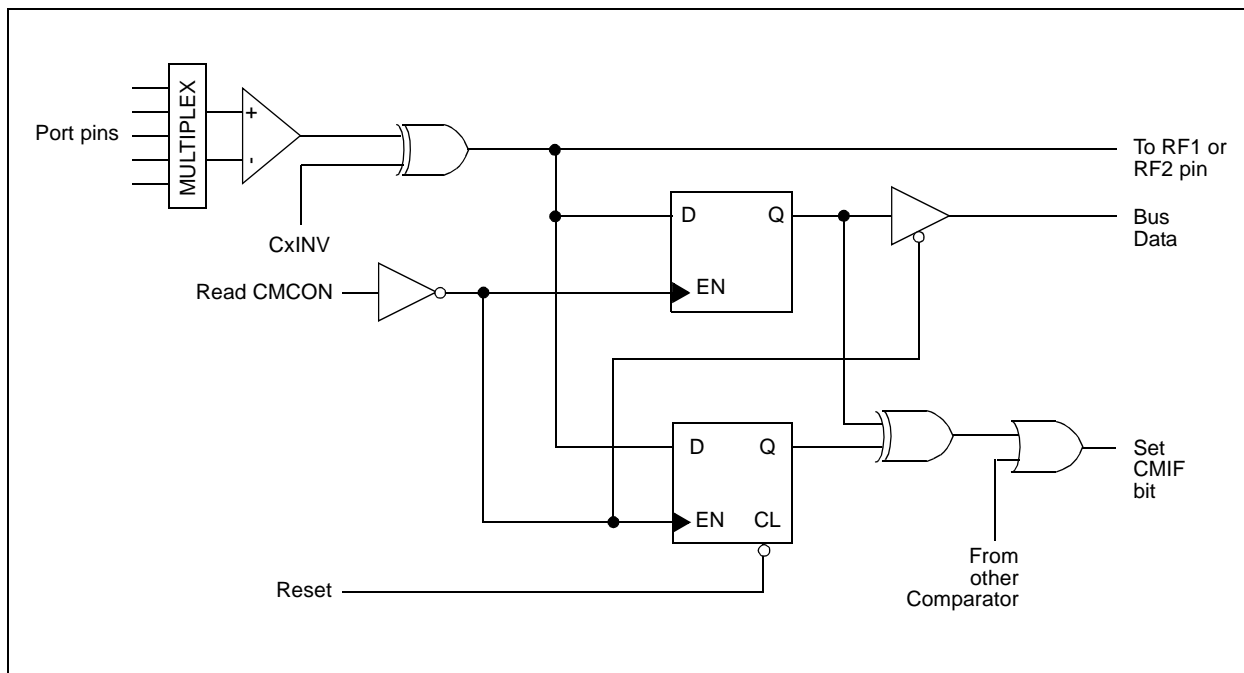 MULTIPLEX
+
-
Port pins
CxINV
To RF1 or
RF2 pin
D
Q
EN
Bus
Data
Read CMCON
D
Q
EN
CL
Set
CMIF
bit
From
other
Comparator
Reset